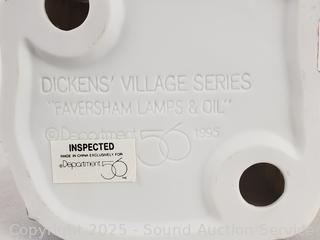 DICKENS' VILLAGE SERIES
"FAVERSHAM LAMPS & OIL"
©Department 56 1995
INSPECTED
MADE IN CHINA EXCLUSIVELY FOR
©Department 56
Copyright 2025 - Sound Auction Service